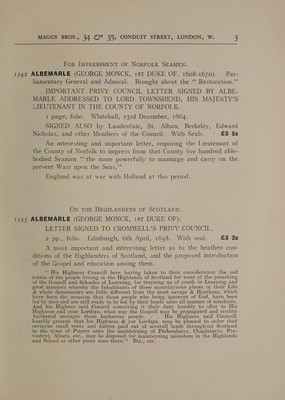 MAGGS BROS., 34 & 35, CONDUIT STREET, LONDON, W. 3
FOR IMPRESSMENT OF NORFOLK SEAMEN.
1542 ALBEMARLE (GEORGE MONCK, 1ST DUKE OF, 1608-1670). Par-
liamentary General and Admiral. Brought about the "Restoration."
IMPORTANT PRIVY COUNCIL LETTER SIGNED BY ALBE-
MARLE ADDRESSED TO LORD TOWNSHEND, HIS MAJESTY'S
LIEUTENANT IN THE COUNTY OF NORFOLK.
1 page, folio. Whitehall, 23rd December, 1664.
SIGNED ALSO by Lauderdale, St. Alban, Berkeley, Edward
Nicholas, and other Members of the Council. With Seals. £5 5s
An interesting and important letter, requiring the Lieutenant of
the County of Norfolk to impress from that County five hundred able-
bodied Seamen "the more powerfully to mannage and carry on the
present Warr upon the Seas."
England was at war with Holland at this period.
ON THE HIGHLANDERS OF SCOTLAND.
1543 ALBEMARLE (GEORGE MONCK, 1ST DUKE OF).
LETTER SIGNED TO CROMWELL'S PRIVY COUNCIL.
2 pp., folio. Edinburgh, 6th April, 1658. With seal. £3 3s
A most important and interesting letter as to the heathen con-
ditions of the Highlanders of Scotland, and the proposed introduction
of the Gospel and education among them.
"His Highness Councill here having taken to their consideration the sad
estate of the people liveing in the Highlands of Scotland for want of the preaching
of the Gospell and Schooles of Learning, for trayning up of youth in Learning and
good manners whereby the Inhabitants of those mountaynous places in their Life
& whole demeanours are little different from the most savage & Heathens, which
have been the occasion that those people who being ignorant of God, have been
led by men and are still ready to be led by their heads unto all manner of mischiefe.
And his Highness said Councill conceiving it their duty humbly to offer to His
Highness and your Lordsps. what way the Gospell may be propagated and civility
furthered amongst those barbarous people. . . . His Highness said Councill
humbly present that his Highness & yor Lordsps. may be pleased to order that
certayne small rents and dutyes paid out of severall lands throughout Scotland
in the tyme of Popery unto the mainteyning of Prebendarys, Chaplainrys, Pro-
vostrys, Altars, etc., may be disposed for mainteyning ministers in the Highlands
and School or other pious uses there." Etc., etc.